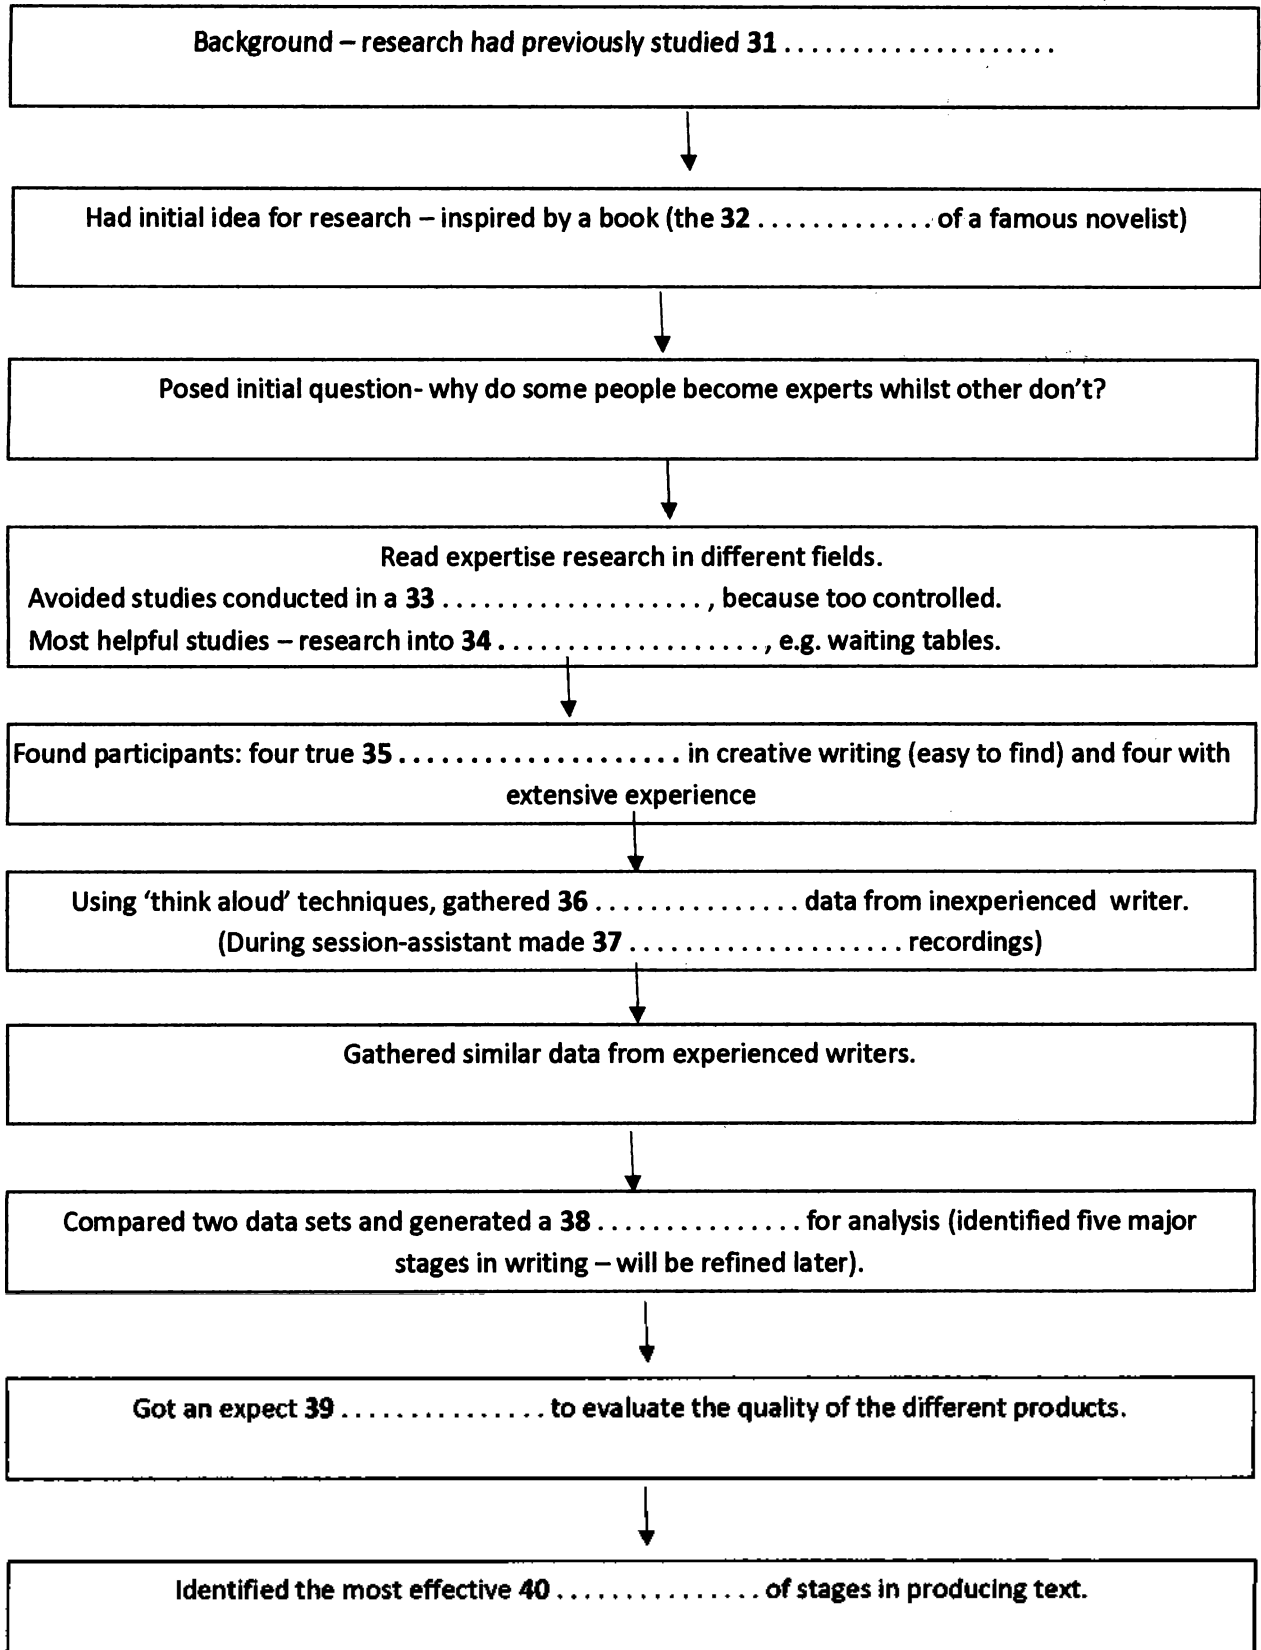 Background – research had previously studied 31 ....................
Had initial idea for research – inspired by a book (the 32 ............. of a famous novelist)
Posed initial question- why do some people become experts whilst other don't?
Read expertise research in different fields.
Avoided studies conducted in a 33 ...................., because too controlled.
Most helpful studies – research into 34 ...................., e.g. waiting tables.
Found participants: four true 35 ..................... in creative writing (easy to find) and four with
extensive experience
Using 'think aloud' techniques, gathered 36 ............... data from inexperienced writer.
(During session-assistant made 37 .................... recordings)
Gathered similar data from experienced writers.
Compared two data sets and generated a 38 ............... for analysis (identified five major
stages in writing – will be refined later).
Got an expect 39 ............... to evaluate the quality of the different products.
Identified the most effective 40 ............... of stages in producing text.